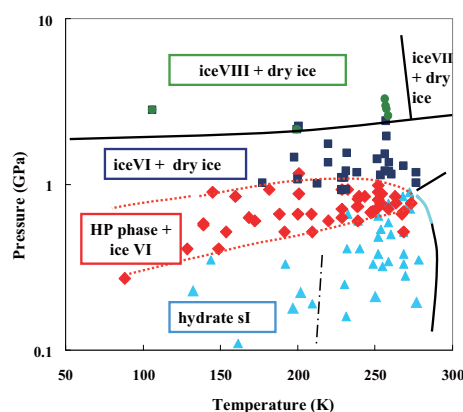 10
iceVIII + dry ice
iceVII
+ dry
ice
iceVI + dry ice
1
HP phase +
ice VI
hydrate sI
0.1
50 100 150 200 250 300
Pressure (GPa)
Temperature (K)